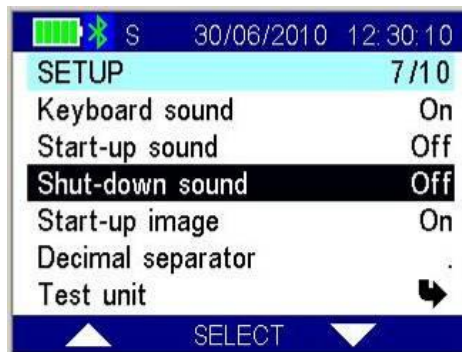 S 30/06/2010 12:30:10
SETUP 7/10
Keyboard sound On
Start-up sound Off
Shut-down sound Off
Start-up image On
Decimal separator .
Test unit
SELECT